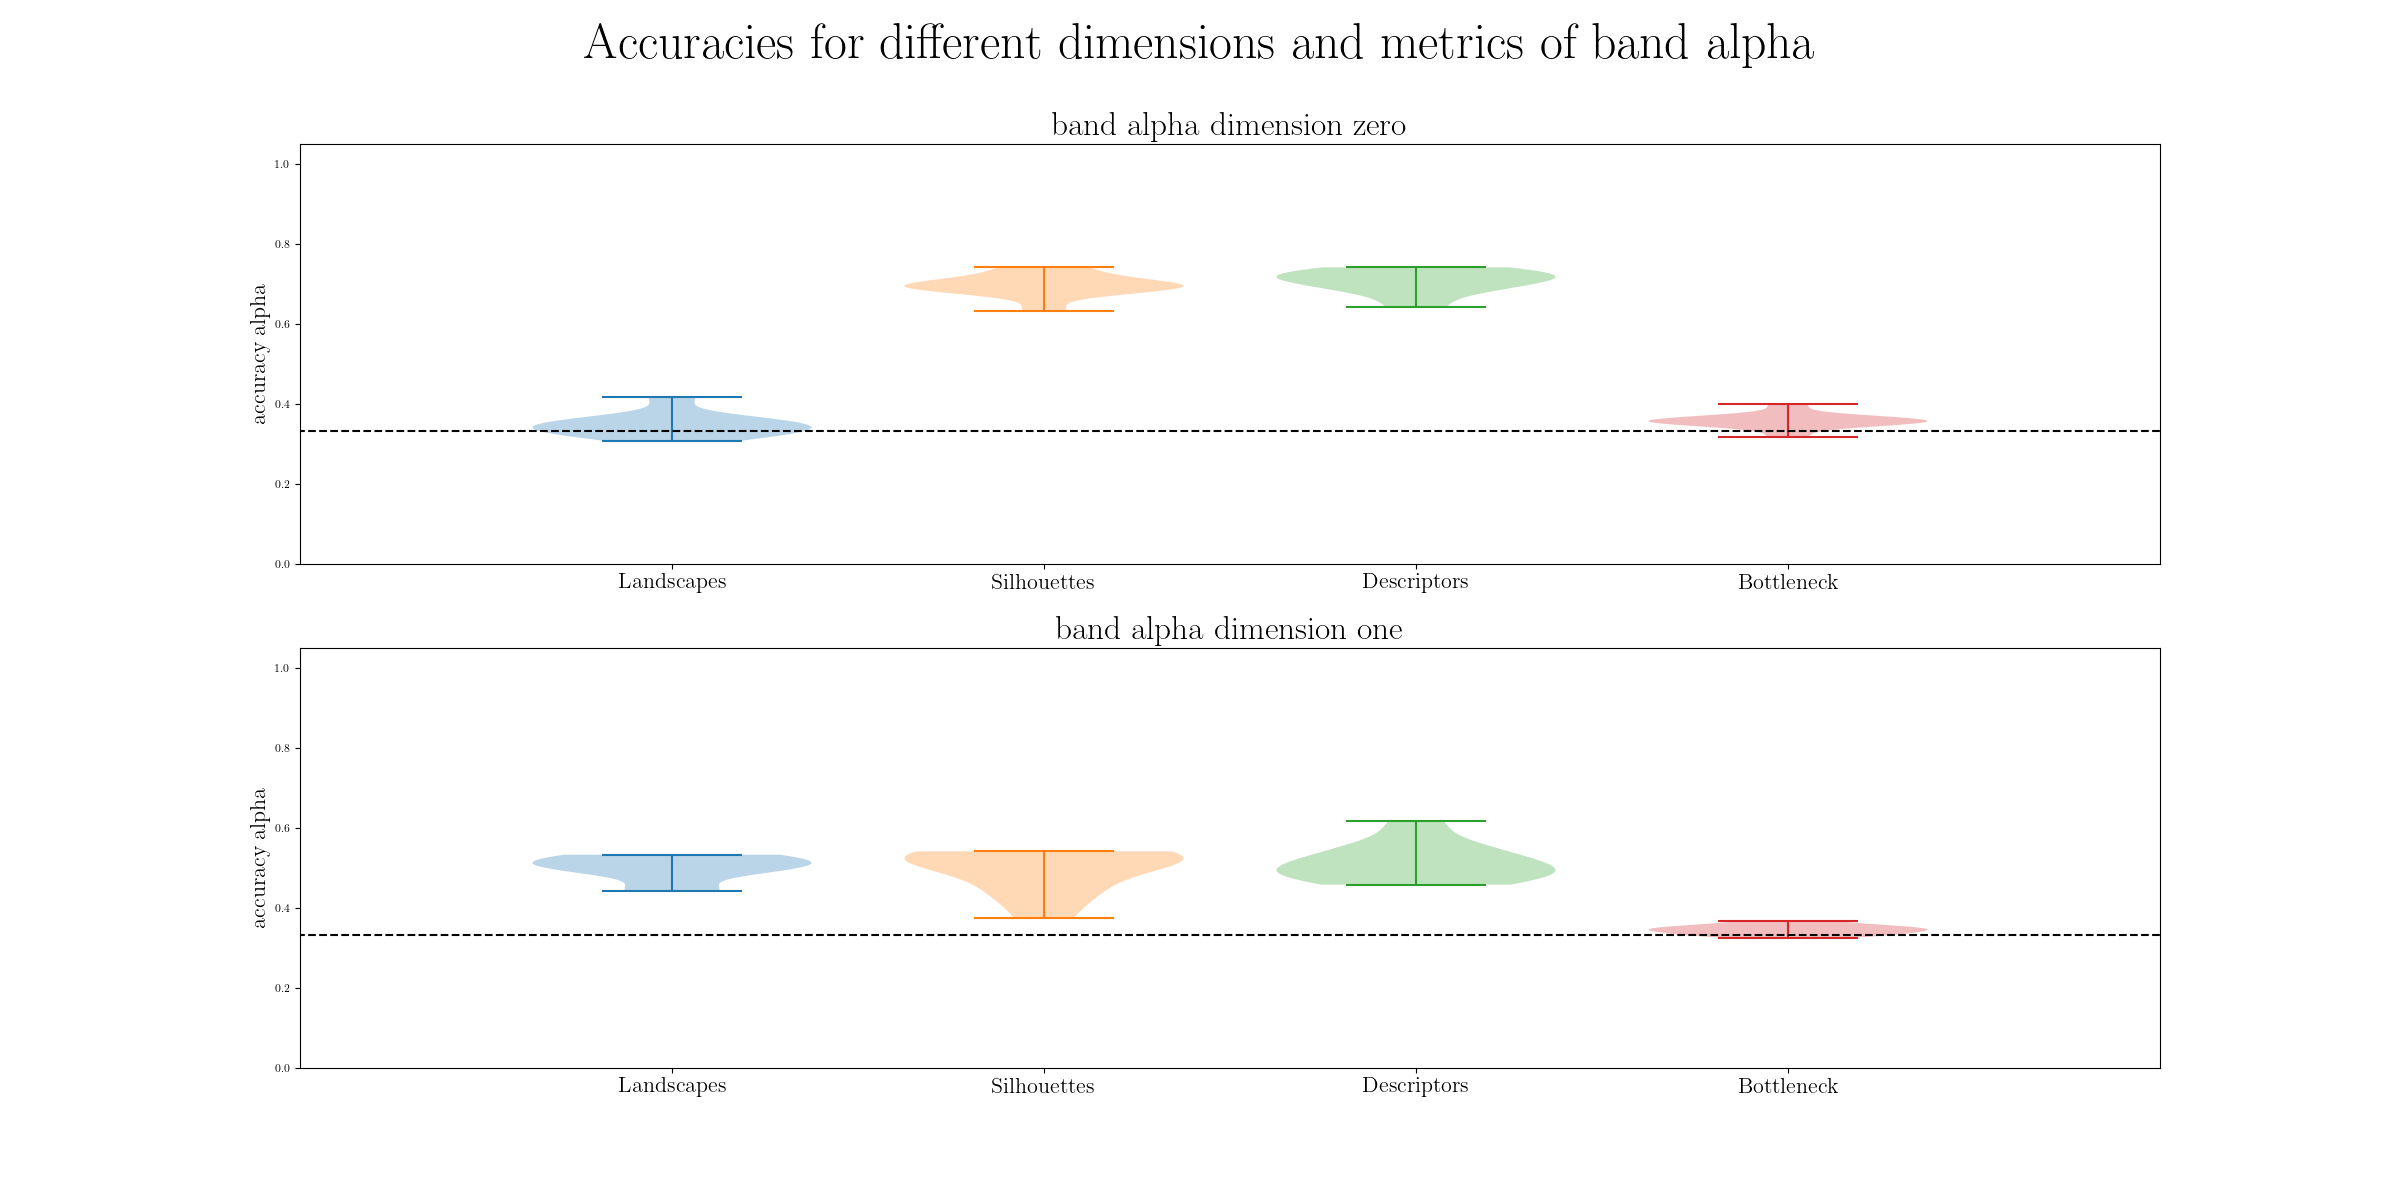 Accuracies for different dimensions and metrics of band alpha
band alpha dimension zero
1.0
0.8
0.6
0.4
0.2
0.0
accuracy alpha
Landscapes Silhouettes Descriptors Bottleneck
band alpha dimension one
1.0
0.8
0.6
0.4
0.2
0.0
accuracy alpha
Landscapes Silhouettes Descriptors Bottleneck